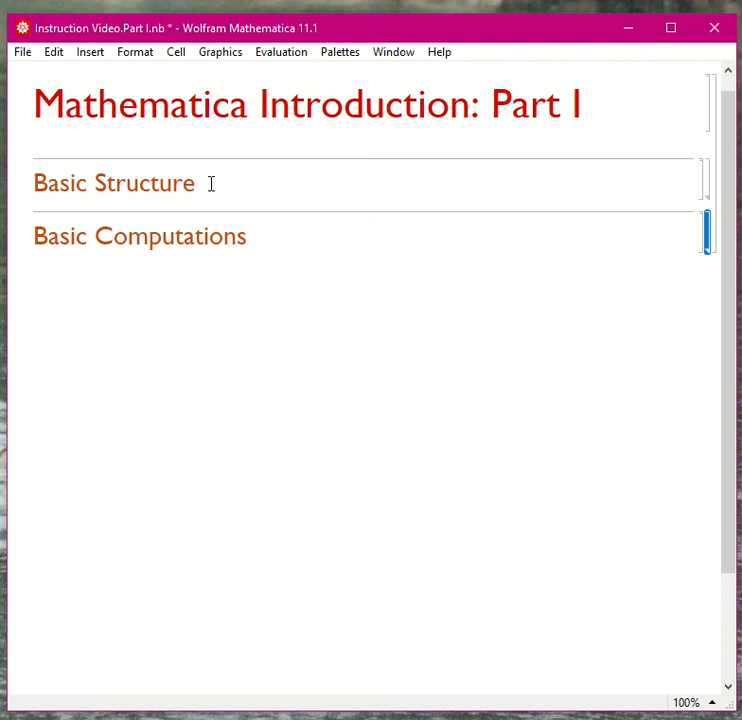 Instruction Video.Part I.nb * - Wolfram Mathematica 11.1
File Edit Insert Format Cell Graphics Evaluation Palettes Window Help
Mathematica Introduction: Part I
Basic Structure
Basic Computations
100%